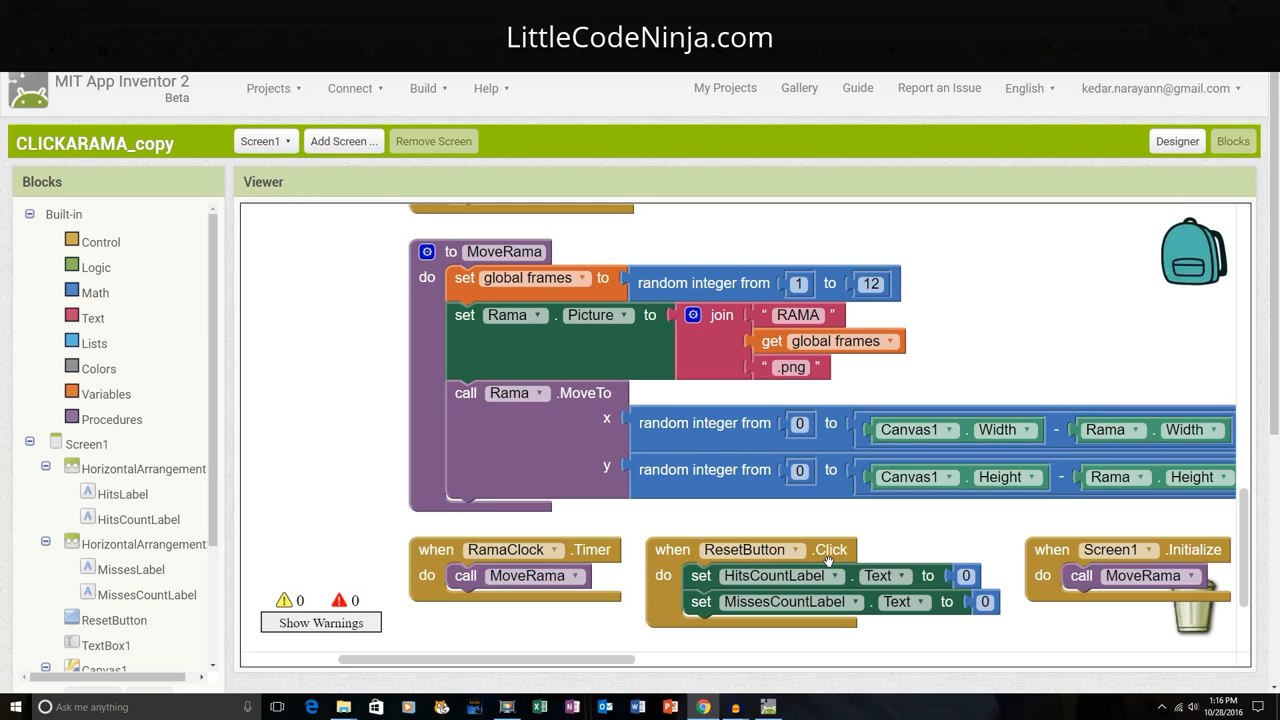 LittleCodeNinja.com
MIT App Inventor 2
Beta
Projects Connect Build Help My Projects Gallery Guide Report an Issue English kedar.narayann@gmail.com
CLICKARAMA_copy Screen1 Add Screen ... Remove Screen Designer Blocks
Blocks Viewer
Built-in
Control
Logic
Math
Text
Lists
Colors
Variables
Procedures
Screen1
HorizontalArrangement
HitsLabel
HitsCountLabel
HorizontalArrangement
MissesLabel
MissesCountLabel
ResetButton
TextBox1
Canvas1
to MoveRama
do set global frames to random integer from 1 to 12
set Rama . Picture to join " RAMA "
get global frames
" .png "
call Rama .MoveTo
x random integer from 0 to Canvas1 . Width - Rama . Width
y random integer from 0 to Canvas1 . Height - Rama . Height
when RamaClock .Timer
do call MoveRama
when ResetButton .Click
do set HitsCountLabel . Text to 0
set MissesCountLabel . Text to 0
when Screen1 .Initialize
do call MoveRama
0 0
Show Warnings
Ask me anything
1:16 PM
10/28/2016